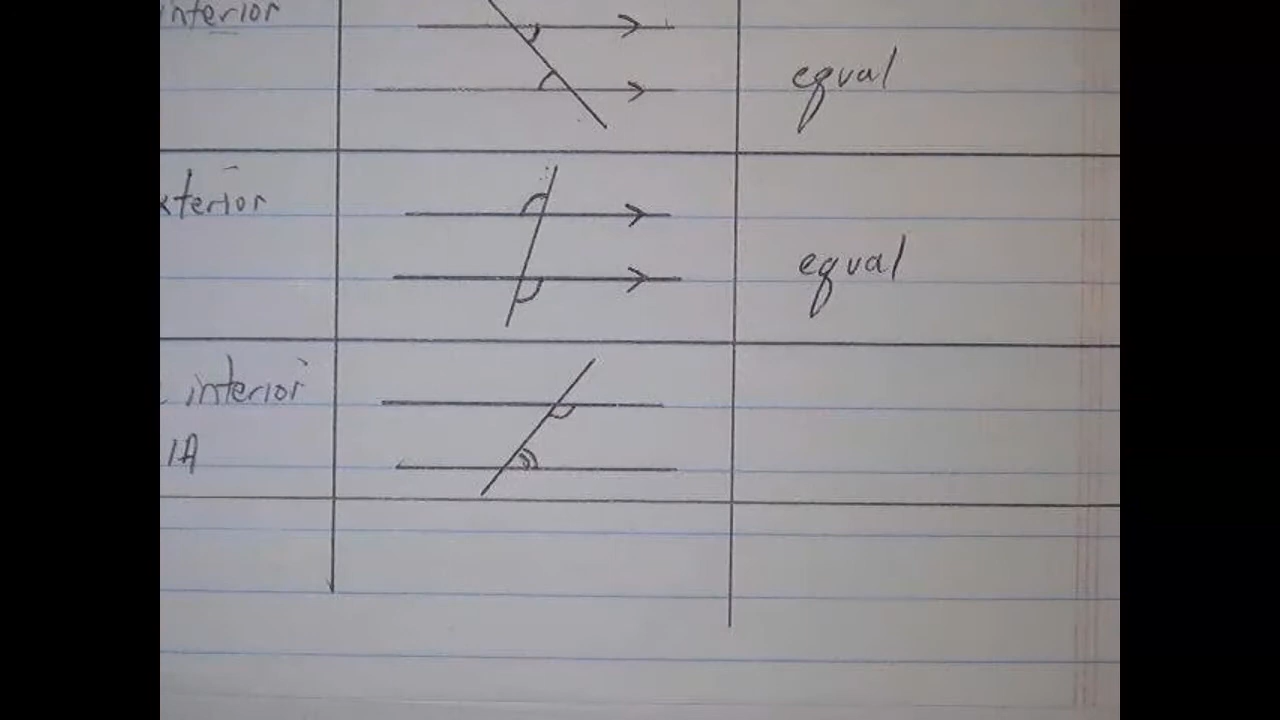 interior
equal
xterior
equal
interior
IA